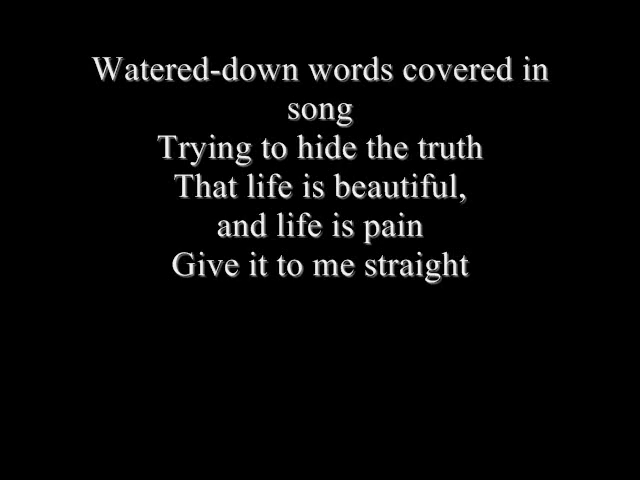 Watered-down words covered in
song
Trying to hide the truth
That life is beautiful,
and life is pain
Give it to me straight